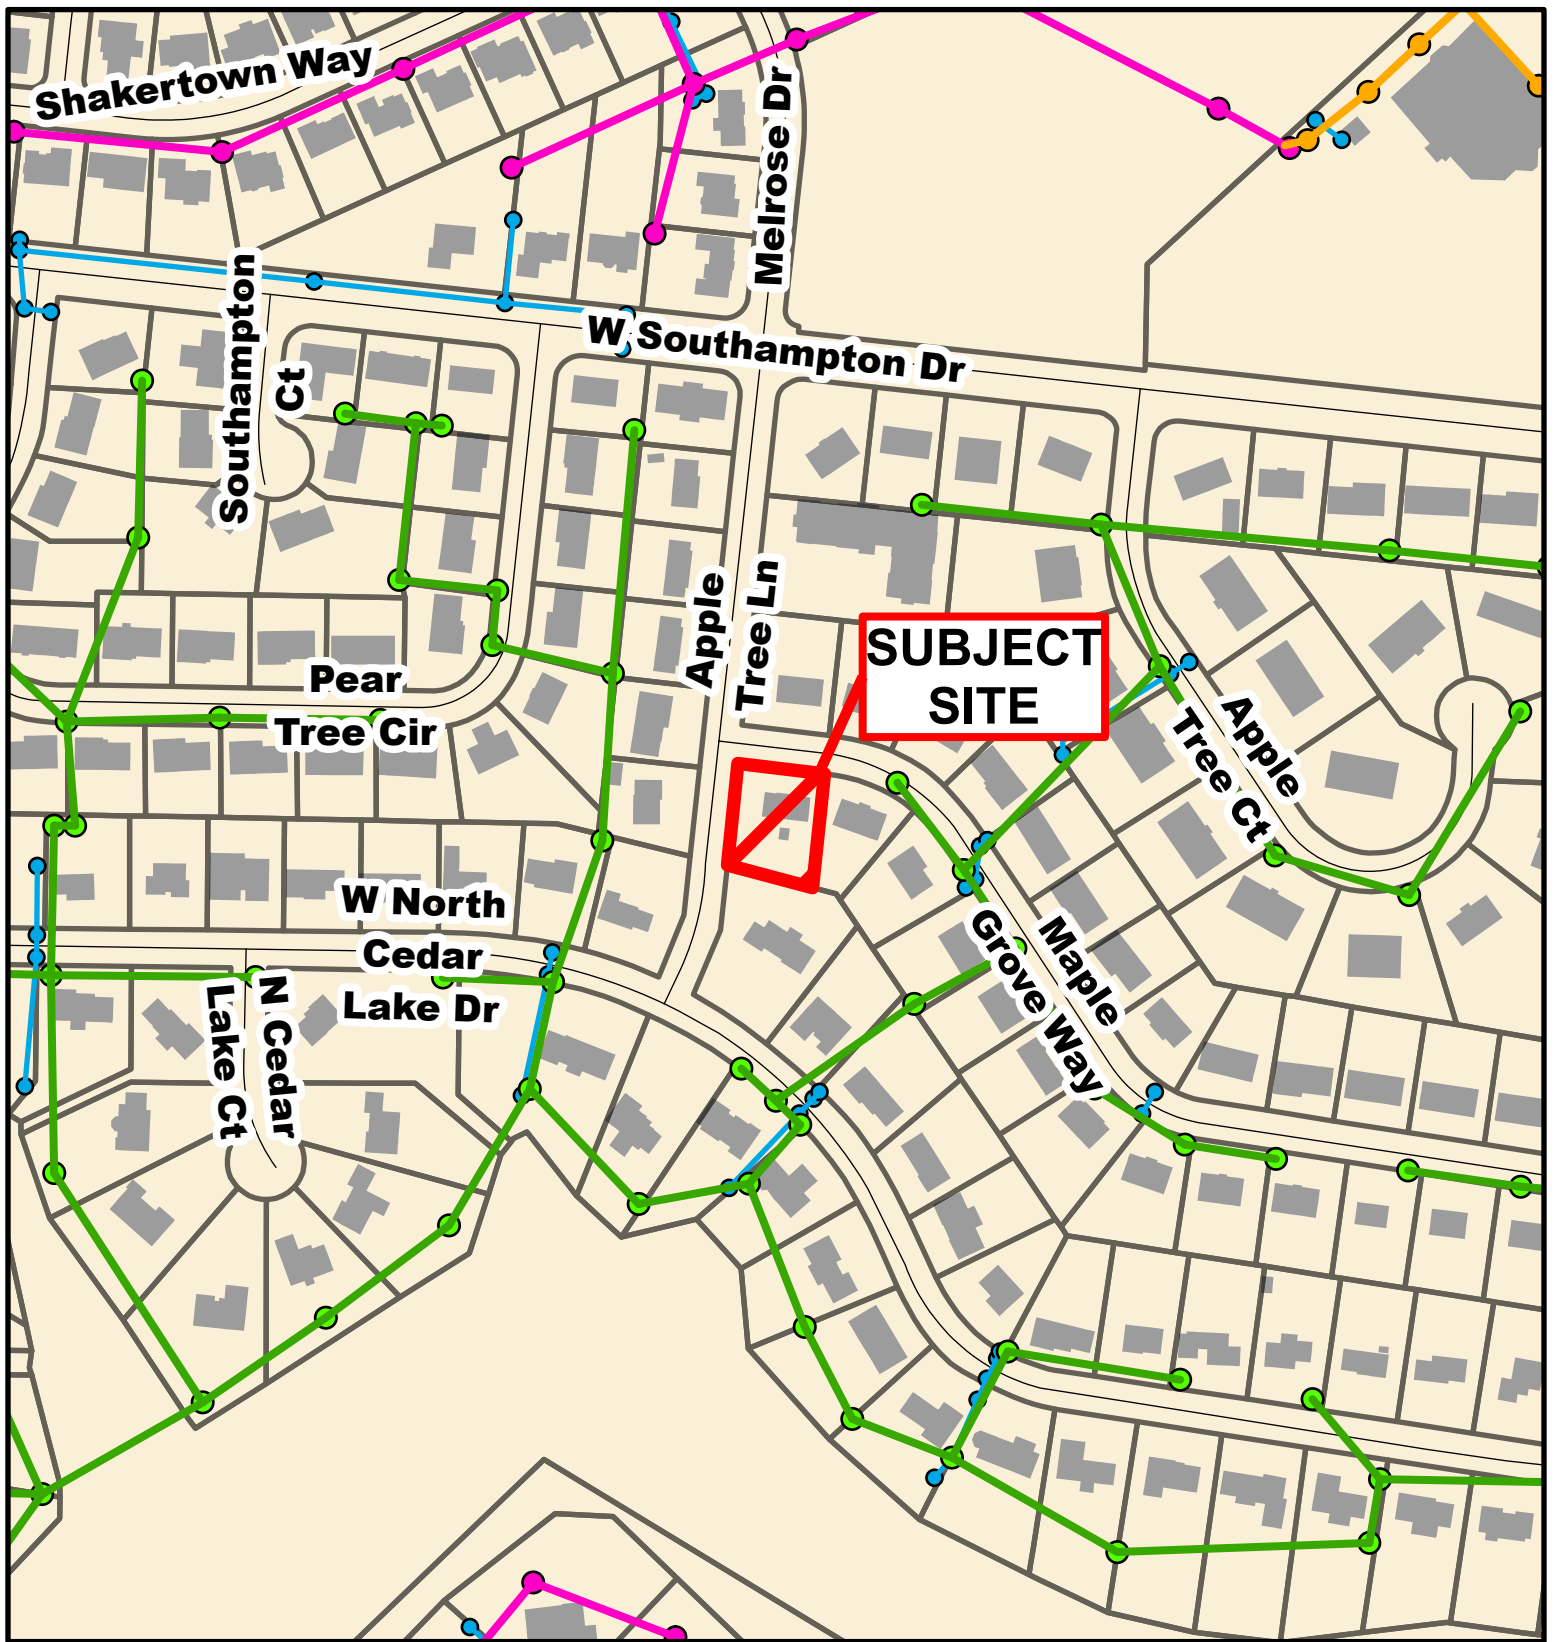 Shakertown Way
Melrose Dr
Southampton
Ct
W Southampton Dr
Apple
Tree Ln
SUBJECT
SITE
Pear
Tree Cir
Apple
Tree Ct
W North
Cedar
Lake Dr
Maple
Grove Way
N Cedar
Lake Ct